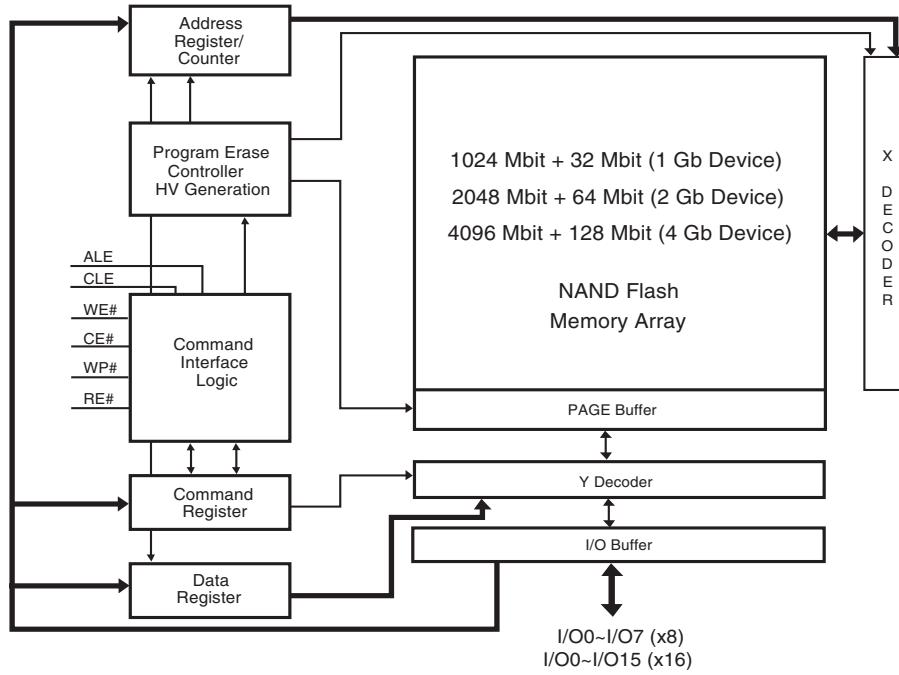 Address
Register/
Counter
Program Erase
Controller
HV Generation
ALE
CLE
WE#
CE#
WP#
RE#
Command
Interface
Logic
Command
Register
Data
Register
1024 Mbit + 32 Mbit (1 Gb Device)
2048 Mbit + 64 Mbit (2 Gb Device)
4096 Mbit + 128 Mbit (4 Gb Device)
NAND Flash
Memory Array
PAGE Buffer
Y Decoder
I/O Buffer
I/O0~I/O7 (x8)
I/O0~I/O15 (x16)
X
D
E
C
O
D
E
R